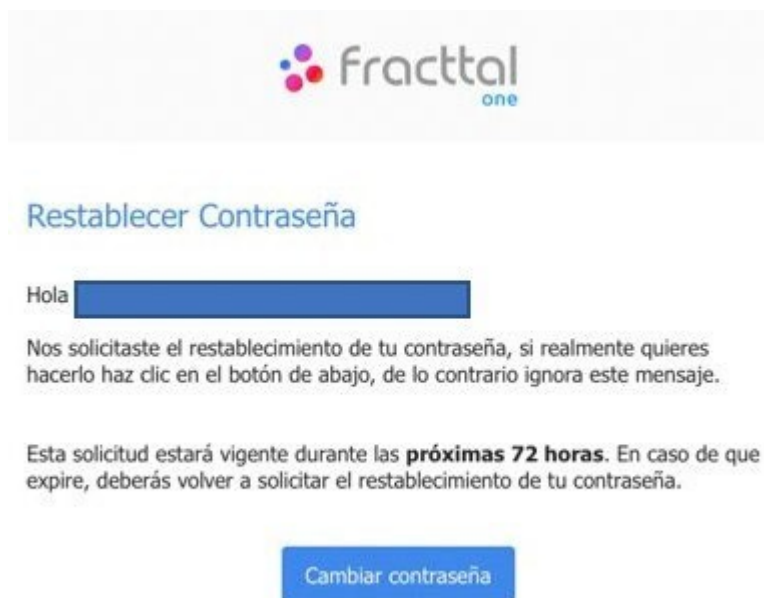 fracttal
one
Restablecer Contraseña
Hola
Nos solicitaste el restablecimiento de tu contraseña, si realmente quieres
hacerlo haz clic en el botón de abajo, de lo contrario ignora este mensaje.
Esta solicitud estará vigente durante las próximas 72 horas. En caso de que
expire, deberás volver a solicitar el restablecimiento de tu contraseña.
Cambiar contraseña